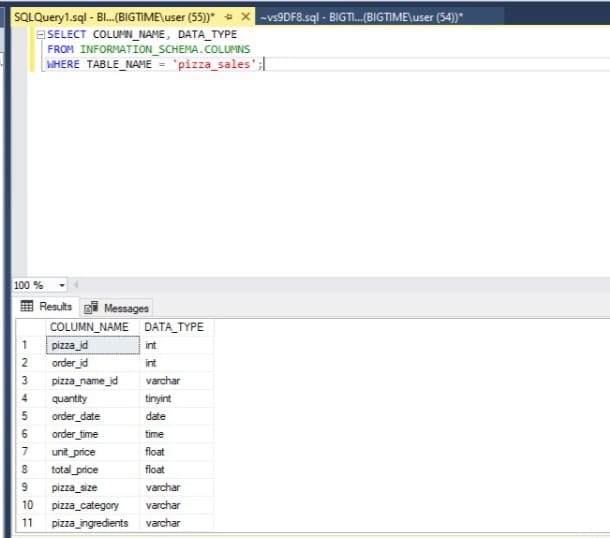 SQLQuery1.sql - BI...(BIGTIME\user (55))* ~vs9DF8.sql - BIGTI...(BIGTIME\user (54))*
SELECT COLUMN_NAME, DATA_TYPE
FROM INFORMATION_SCHEMA.COLUMNS
WHERE TABLE_NAME = 'pizza_sales';
100 %
Results Messages
COLUMN_NAME DATA_TYPE
1 pizza_id int
2 order_id int
3 pizza_name_id varchar
4 quantity tinyint
5 order_date date
6 order_time time
7 unit_price float
8 total_price float
9 pizza_size varchar
10 pizza_category varchar
11 pizza_ingredients varchar